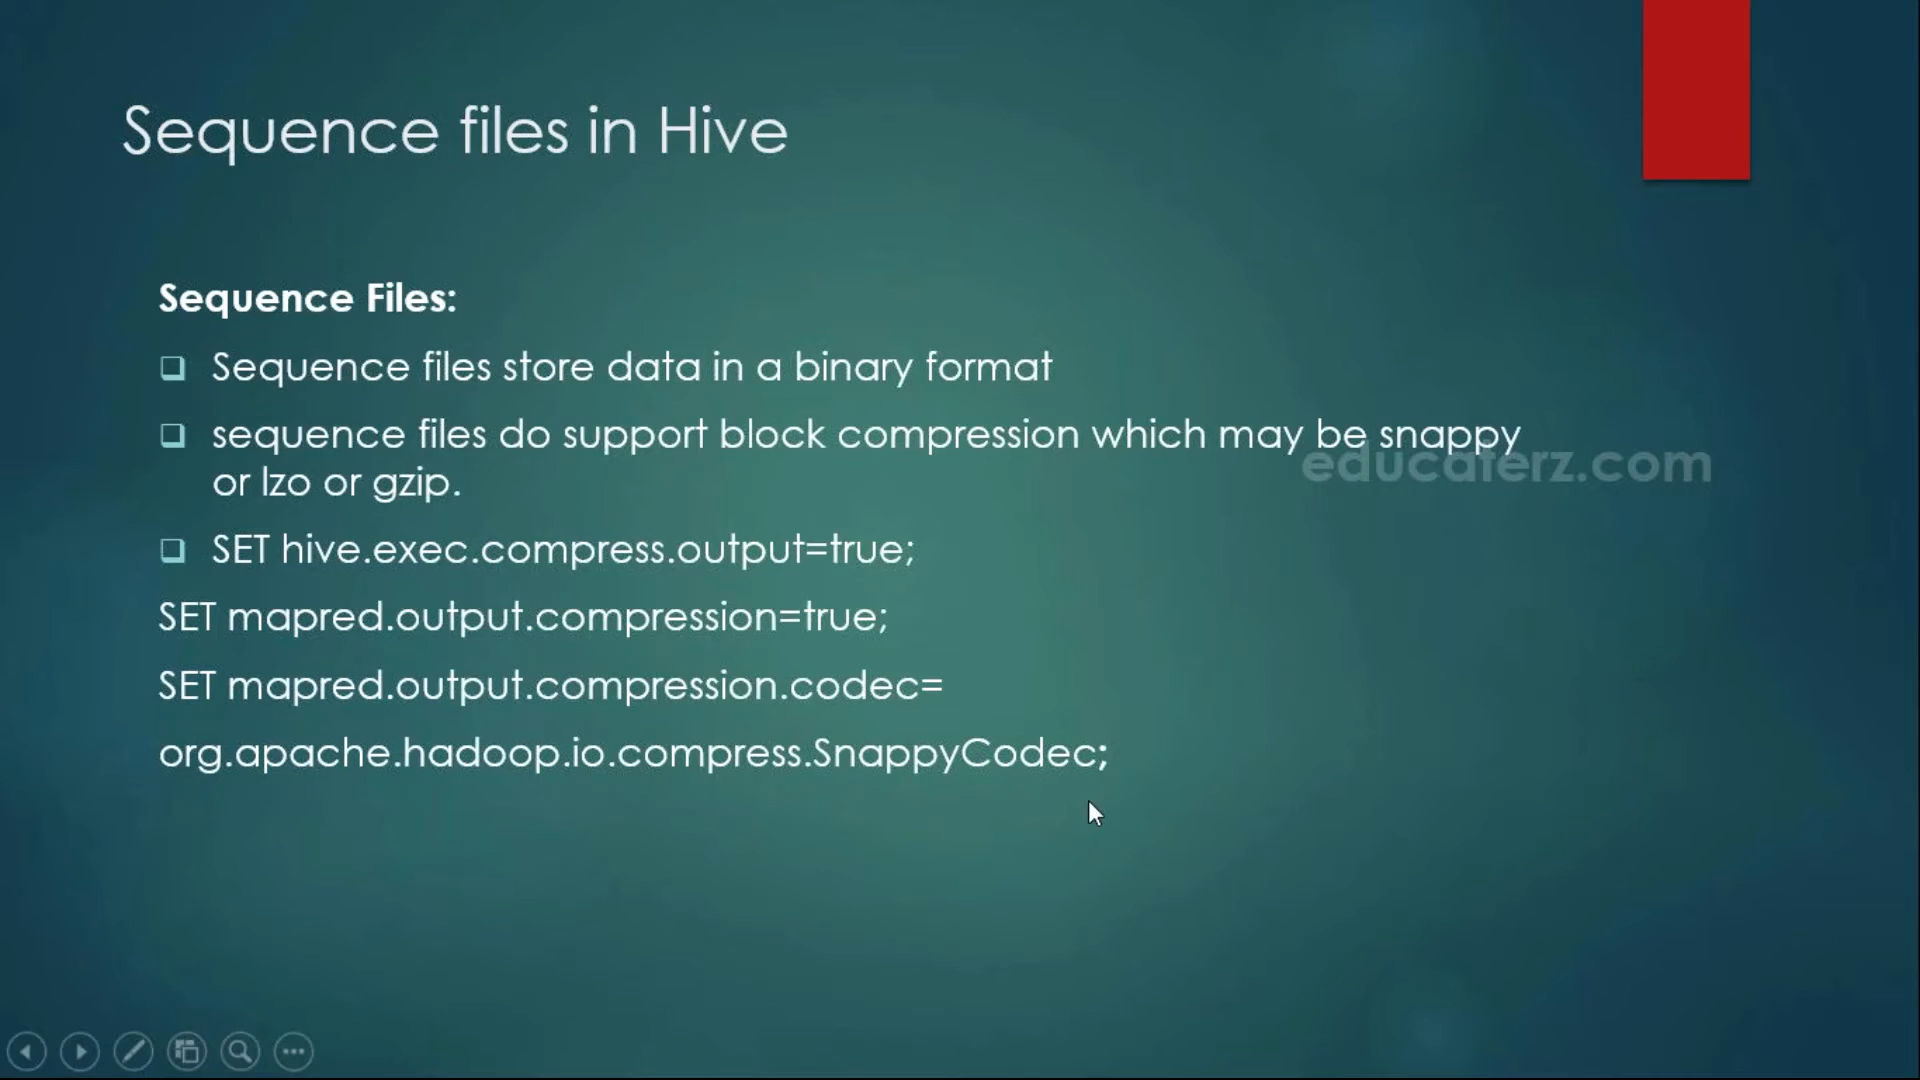 Sequence files in Hive
Sequence Files:
Sequence files store data in a binary format
sequence files do support block compression which may be snappy
educaterz.com
or lzo or gzip.
SET hive.exec.compress.output=true;
SET mapred.output.compression=true;
SET mapred.output.compression.codec=
org.apache.hadoop.io.compress.SnappyCodec;